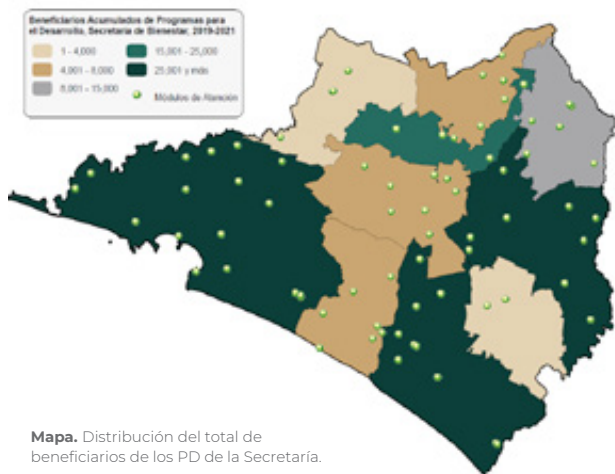 Beneficiarios Acumulados de Programas para
el Desarrollo, Secretaría de Bienestar, 2019-2021
1 - 4,000
15,001 - 25,000
4,001 - 8,000
25,001 y más
8,001 - 15,000
Módulos de Atención
Mapa. Distribución del total de
beneficiarios de los PD de la Secretaría.